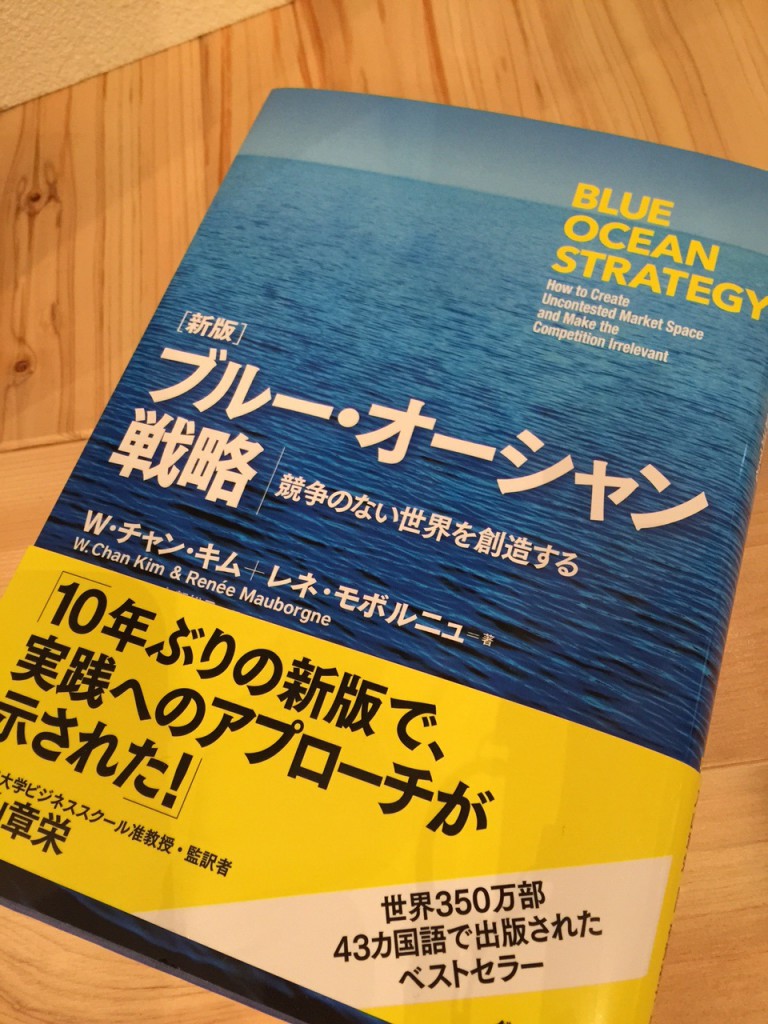 BLUE
OCEAN
STRATEGY
How to Create
Uncontested Market Space
and Make the
Competition Irrelevant
[新版]
ブルー・オーシャン
戦略
競争のない世界を創造する
W・チャン・キム+レネ・モボルニュ=著
W. Chan Kim & Renée Mauborgne
「10年ぶりの新版で、
実践へのアプローチが
示された!」
大学ビジネススクール准教授・監訳者
章栄
世界350万部
43カ国語で出版された
ベストセラー